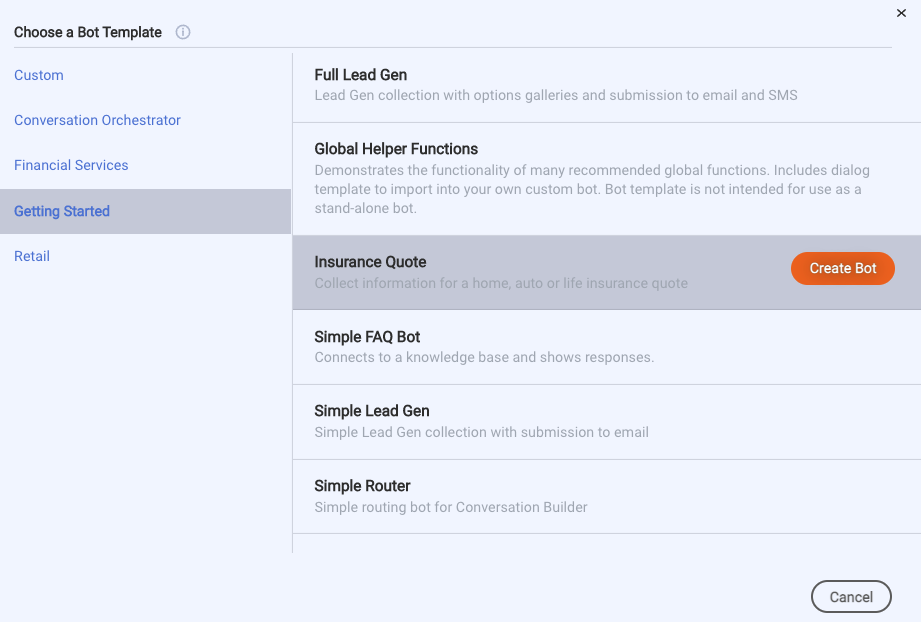 Choose a Bot Template
Custom
Conversation Orchestrator
Financial Services
Getting Started
Retail
Full Lead Gen
Lead Gen collection with options galleries and submission to email and SMS
Global Helper Functions
Demonstrates the functionality of many recommended global functions. Includes dialog
template to import into your own custom bot. Bot template is not intended for use as a
stand-alone bot.
Insurance Quote
Collect information for a home, auto or life insurance quote
Create Bot
Simple FAQ Bot
Connects to a knowledge base and shows responses.
Simple Lead Gen
Simple Lead Gen collection with submission to email
Simple Router
Simple routing bot for Conversation Builder
Cancel